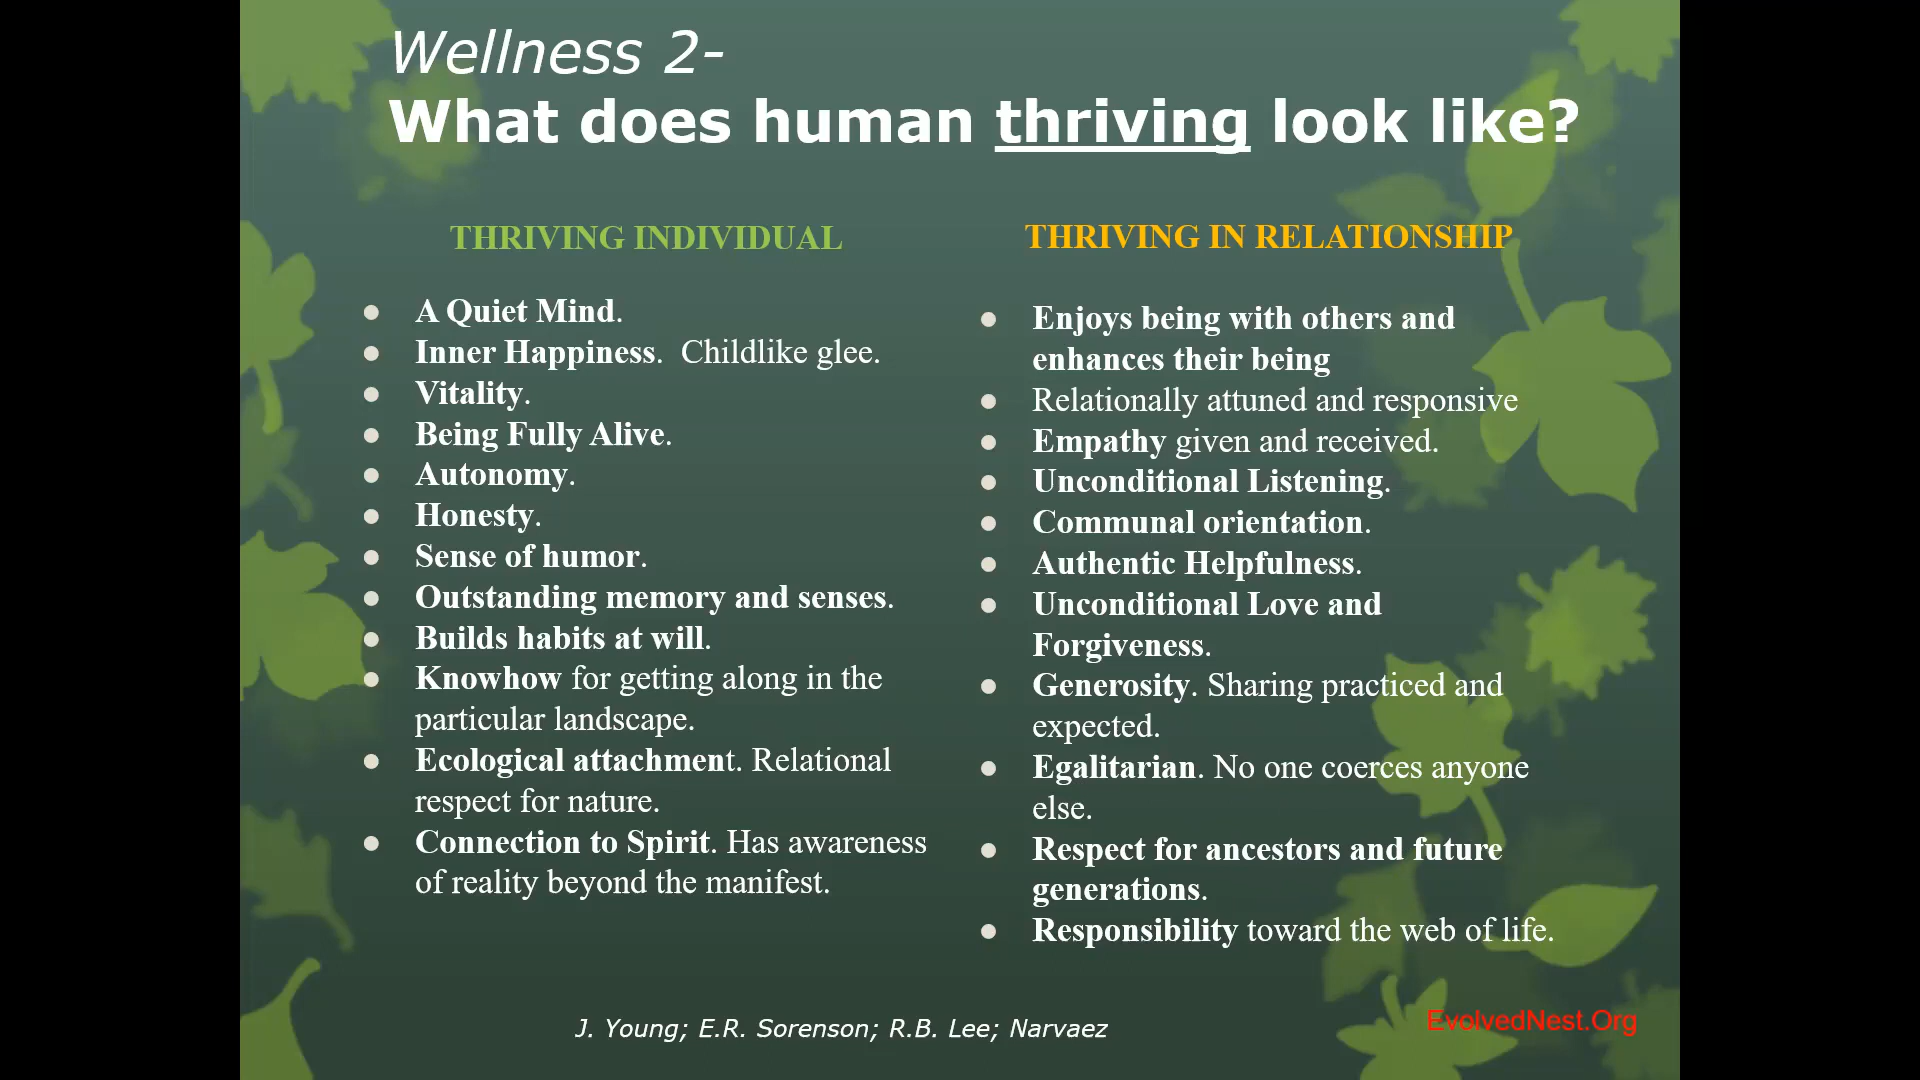 Wellness 2-
What does human thriving look like?
THRIVING INDIVIDUAL
● A Quiet Mind.
● Inner Happiness.  Childlike glee.
● Vitality.
● Being Fully Alive.
● Autonomy.
● Honesty.
● Sense of humor.
● Outstanding memory and senses.
● Builds habits at will.
● Knowhow for getting along in the
particular landscape.
● Ecological attachment. Relational
respect for nature.
● Connection to Spirit. Has awareness
of reality beyond the manifest.
THRIVING IN RELATIONSHIP
● Enjoys being with others and
enhances their being
● Relationally attuned and responsive
● Empathy given and received.
● Unconditional Listening.
● Communal orientation.
● Authentic Helpfulness.
● Unconditional Love and
Forgiveness.
● Generosity. Sharing practiced and
expected.
● Egalitarian. No one coerces anyone
else.
● Respect for ancestors and future
generations.
● Responsibility toward the web of life.
J. Young; E.R. Sorenson; R.B. Lee; Narvaez
EvolvedNest.Org